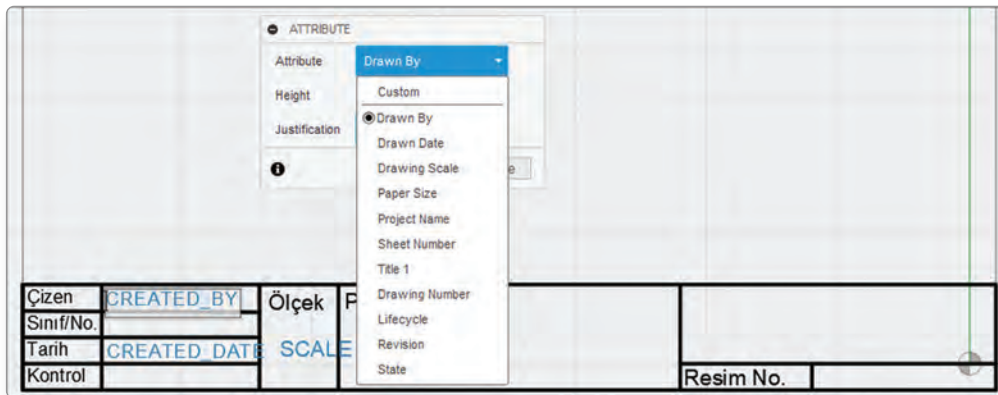 ATTRIBUTE
Attribute Drawn By
Height
Justification
Custom
Drawn By
Drawn Date
Drawing Scale
Paper Size
Project Name
Sheet Number
Title 1
Drawing Number
Lifecycle
Revision
State
Çizen CREATED_BY Ölçek
Sınıf/No.
Tarih CREATED_DATE SCALE
Kontrol
Resim No.